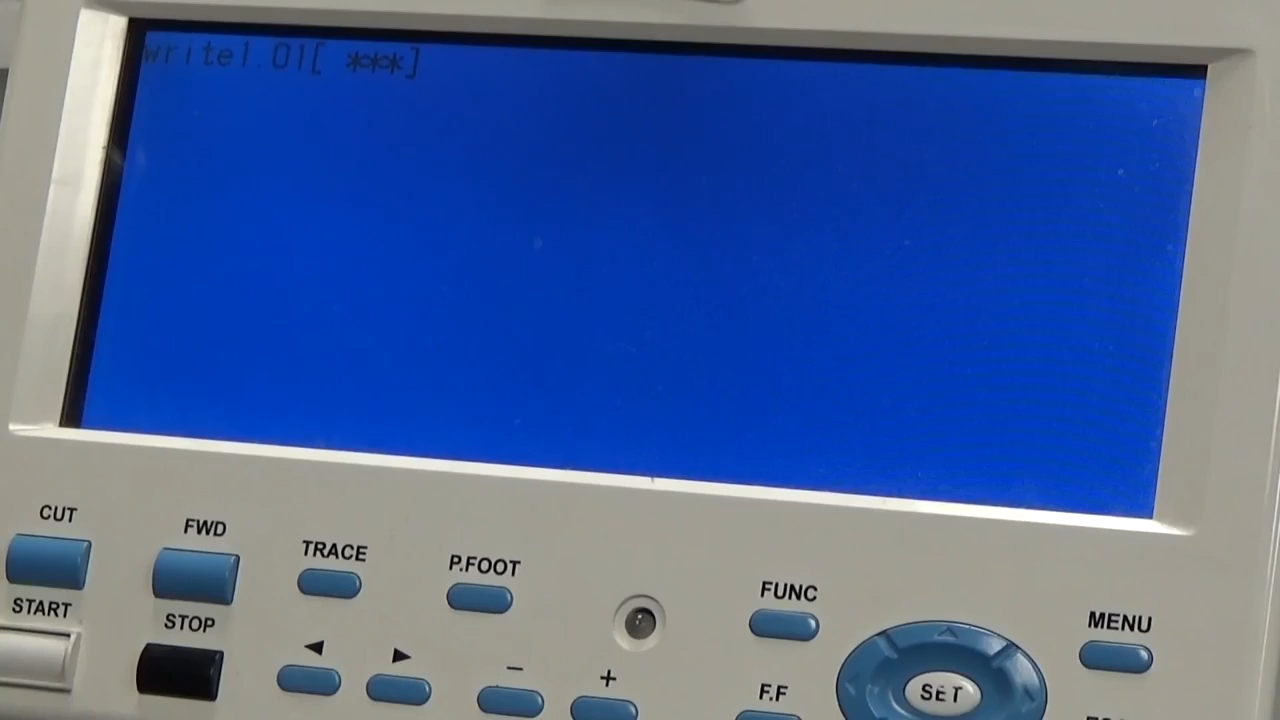 write1.01[ ***]
CUT
FWD
TRACE
P.FOOT
FUNC
MENU
START
STOP
◀
▶
−
+
F.F
SET